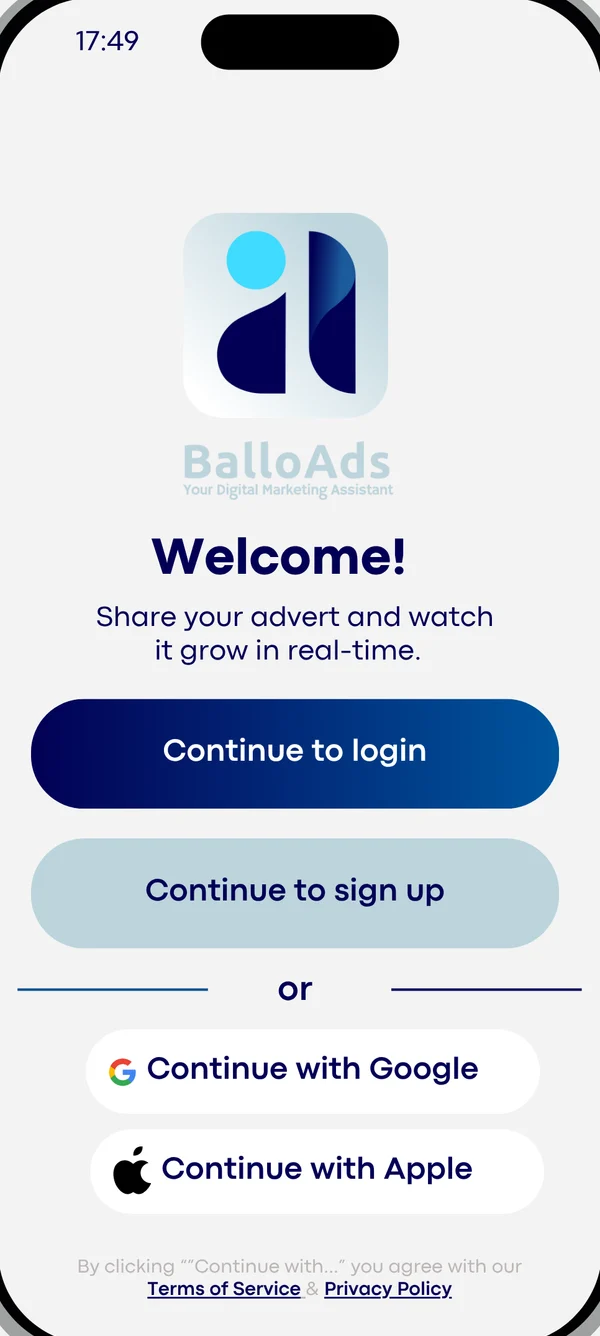 17:49
BalloAds
Your Digital Marketing Assistant
Welcome!
Share your advert and watch
it grow in real-time.
Continue to login
Continue to sign up
or
Continue with Google
Continue with Apple
By clicking “”Continue with...” you agree with our
Terms of Service & Privacy Policy